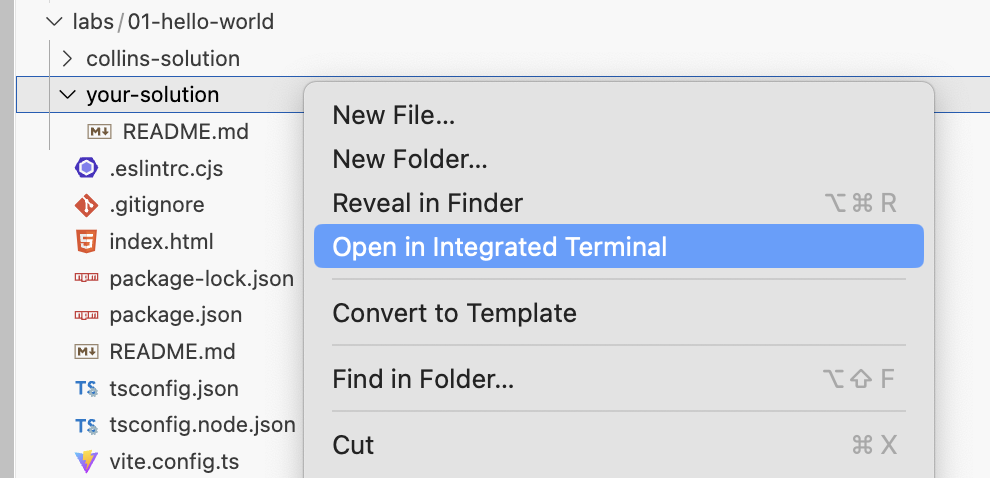 labs/01-hello-world
collins-solution
your-solution
README.md
.eslintrc.cjs
.gitignore
index.html
package-lock.json
package.json
README.md
tsconfig.json
tsconfig.node.json
vite.config.ts
New File...
New Folder...
Reveal in Finder ⌥⌘R
Open in Integrated Terminal
Convert to Template
Find in Folder... ⌥⇧F
Cut ⌘X